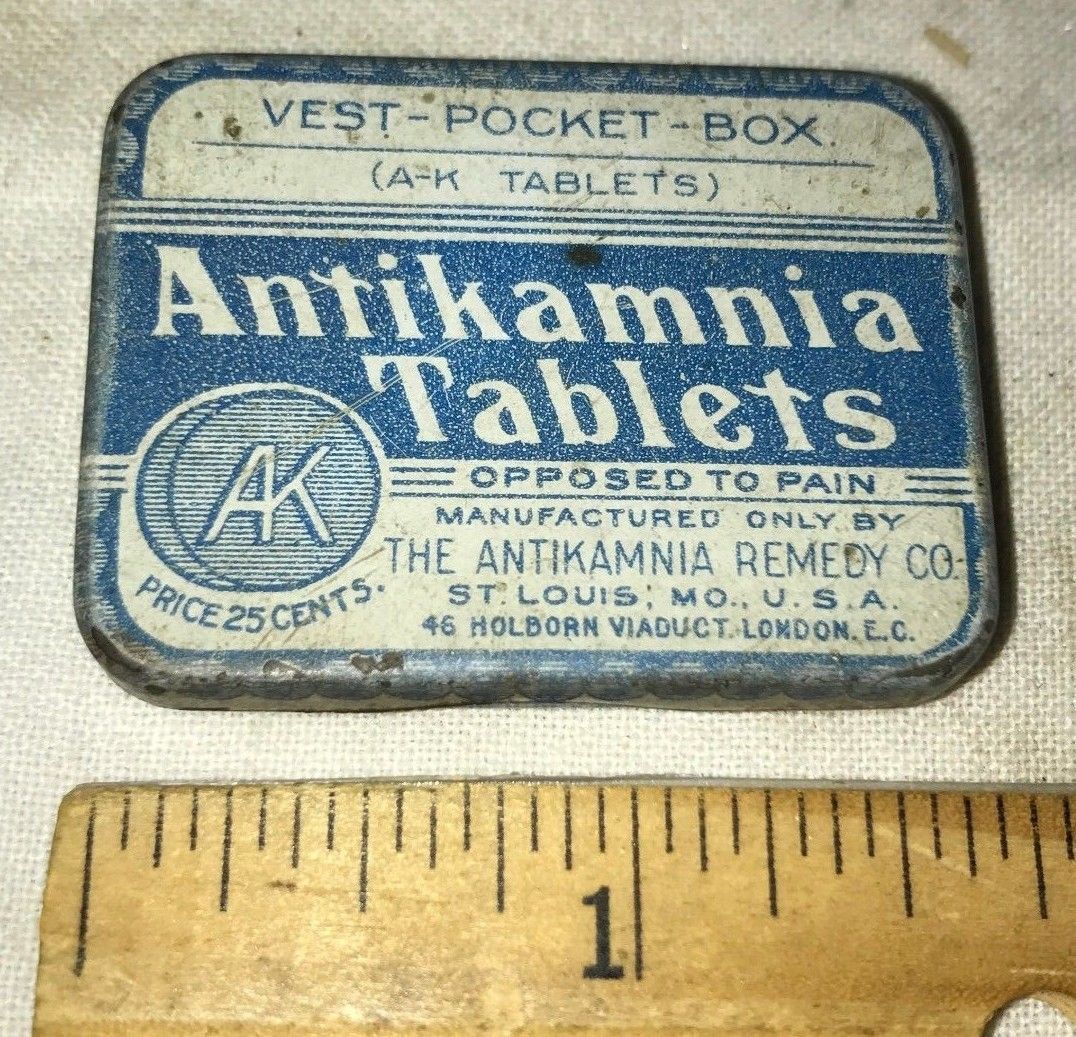 VEST-POCKET-BOX.
(A-K TABLETS)
Antikamnia
Tablets
OPPOSED TO PAIN
AK
PRICE 25 CENTS.
MANUFACTURED ONLY BY
THE ANTIKAMNIA REMEDY CO.
ST. LOUIS, MO., U.S.A.
46 HOLBORN VIADUCT. LONDON. E.C.
1